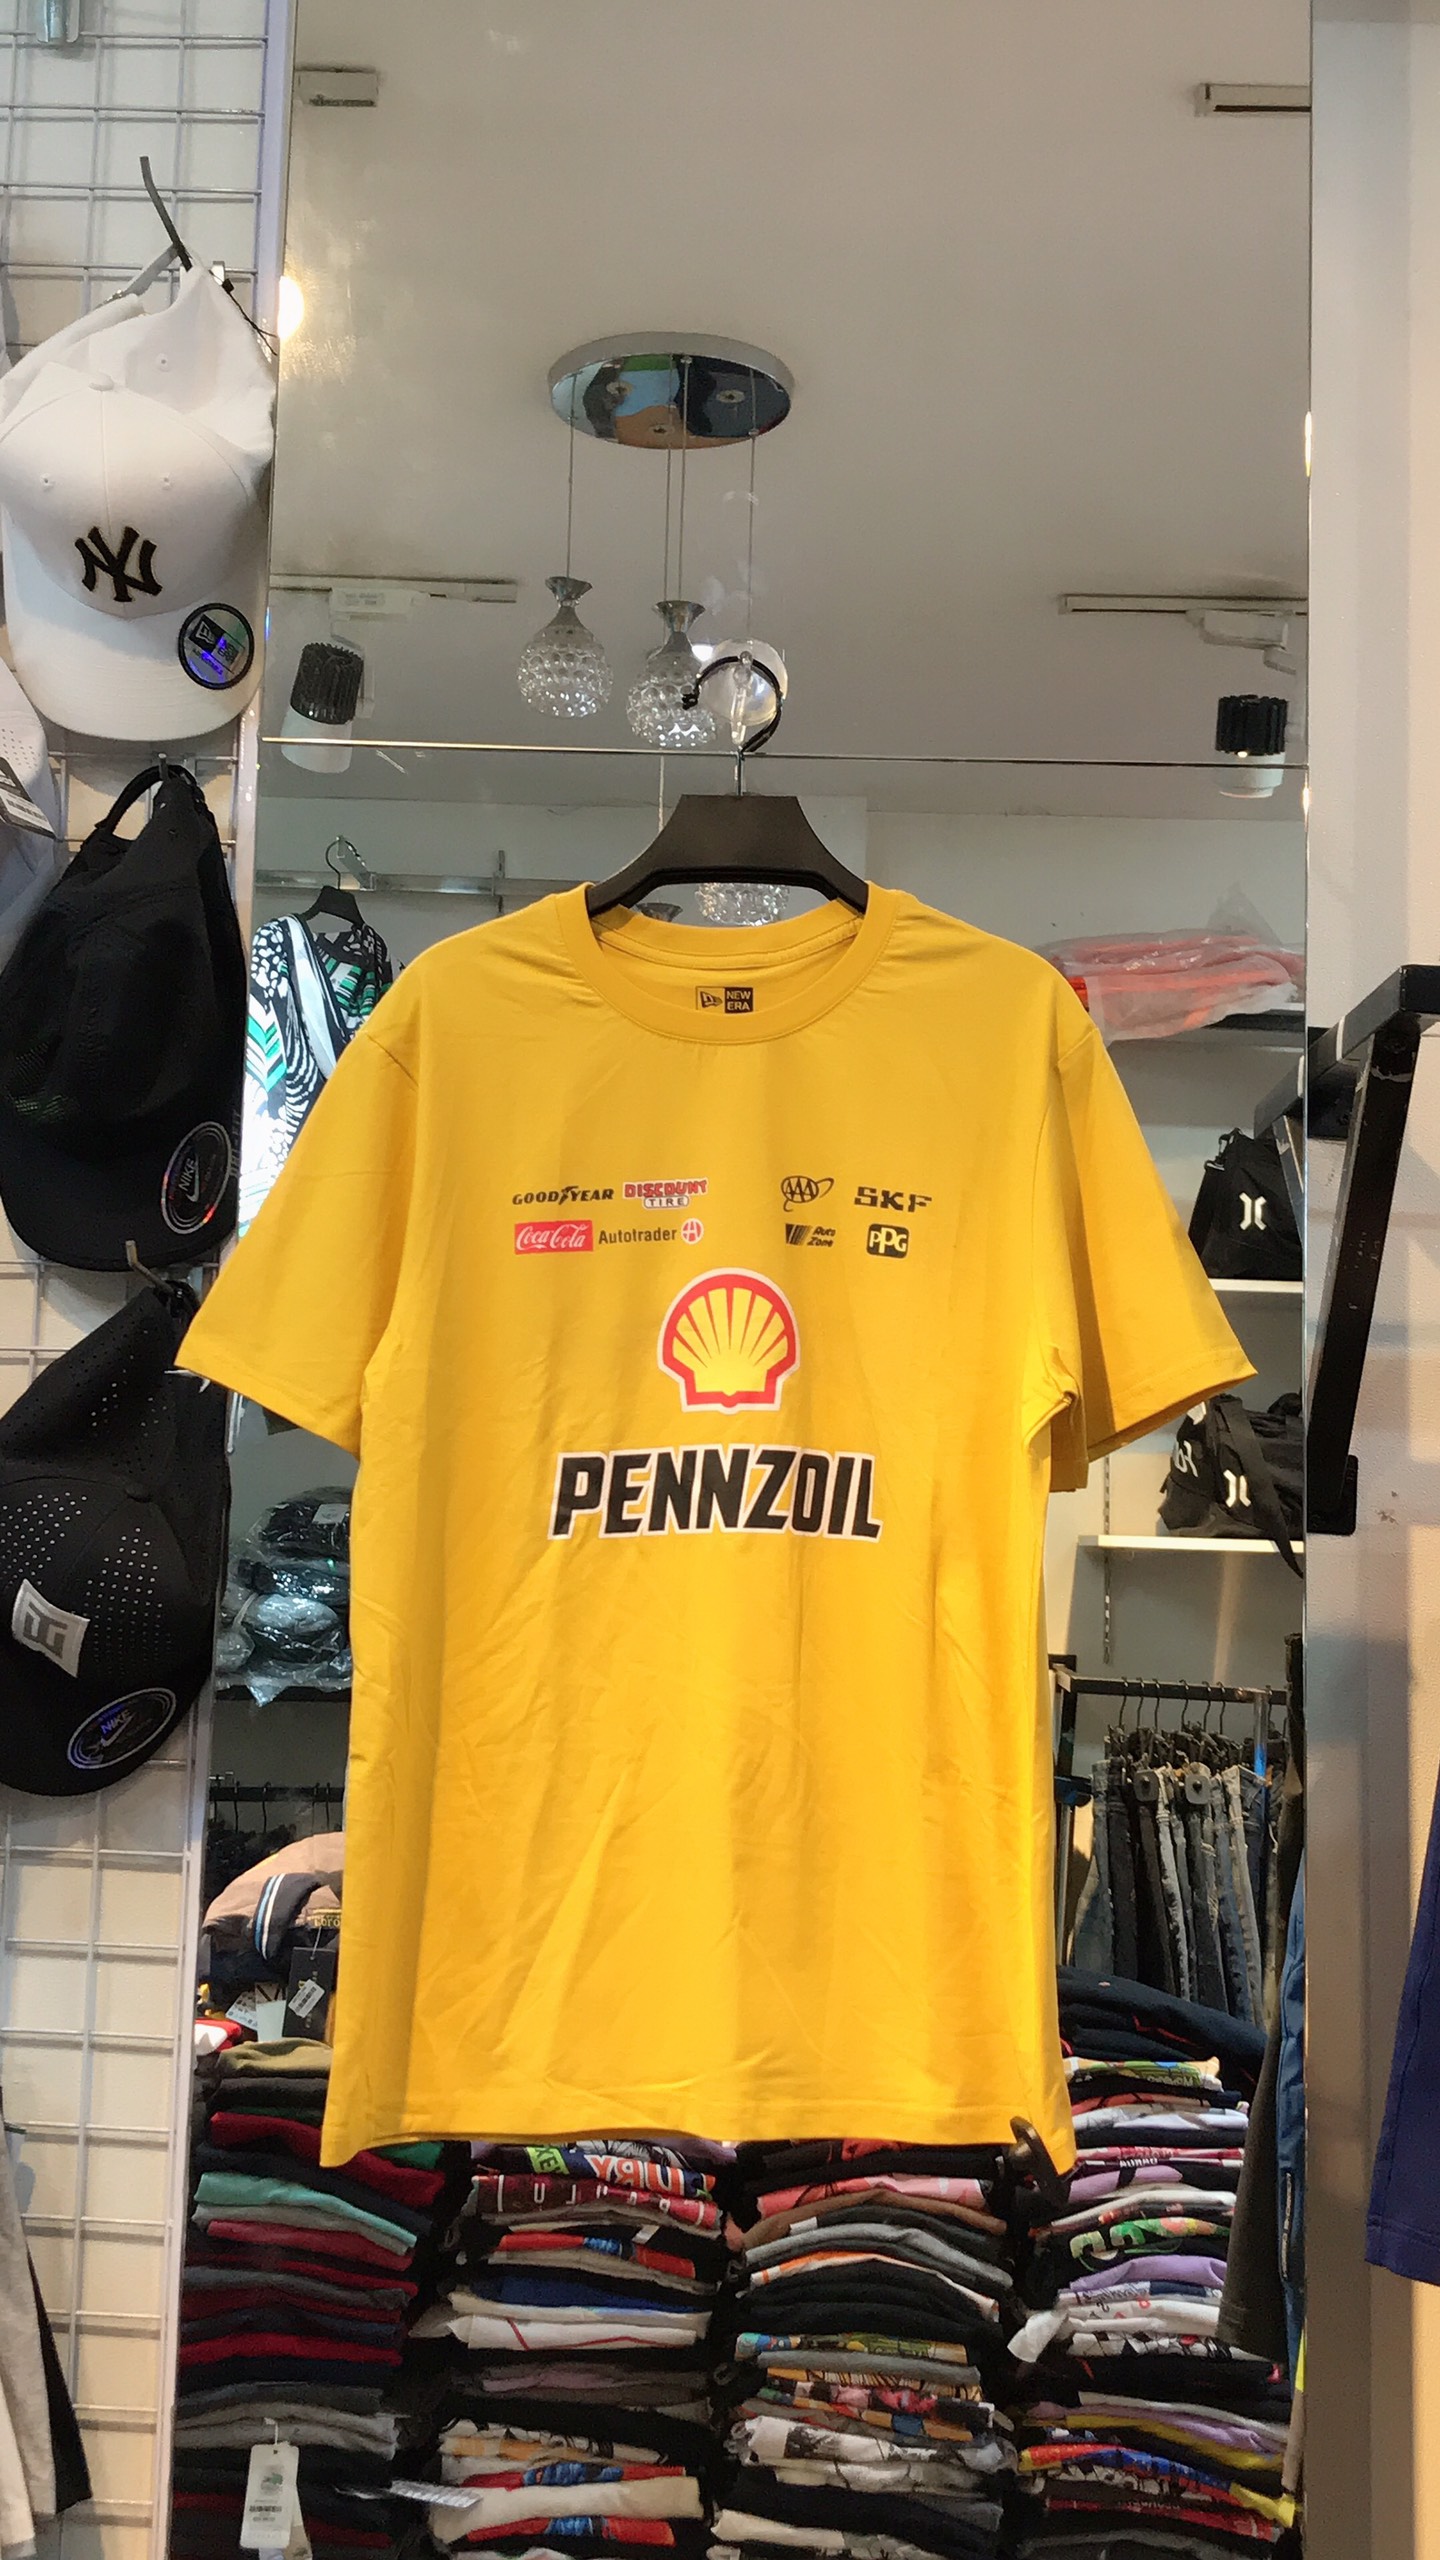 NY
NEW
ERA
GOODYEAR DISCOUNT
TIRE
AAA SKF
Coca-Cola Autotrader
Auto
Zone
PPG
PENNZOIL
NIKE
NIKE